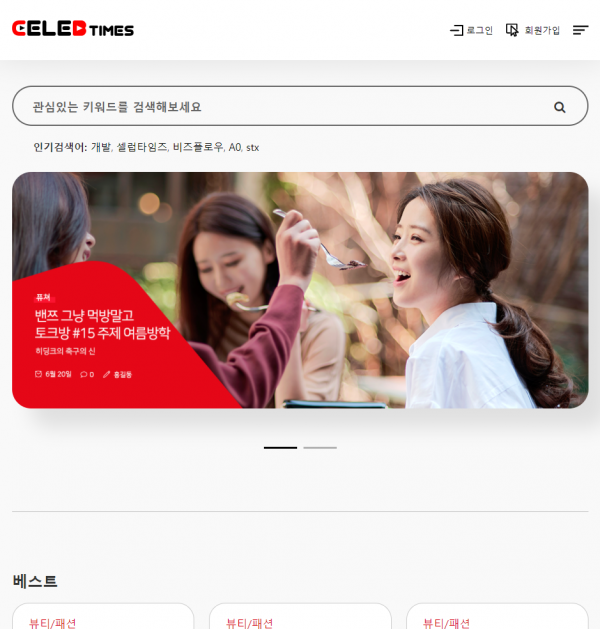 CELEB TIMES
로그인 회원가입
관심있는 키워드를 검색해보세요
인기검색어: 개발, 셀럽타임즈, 비즈플로우, A0, stx
퓨쳐
밴쯔 그냥 먹방말고
토크방 #15 주제 여름방학
히딩크의 축구의 신
6월 20일 0 홍길동
베스트
뷰티/패션 뷰티/패션 뷰티/패션